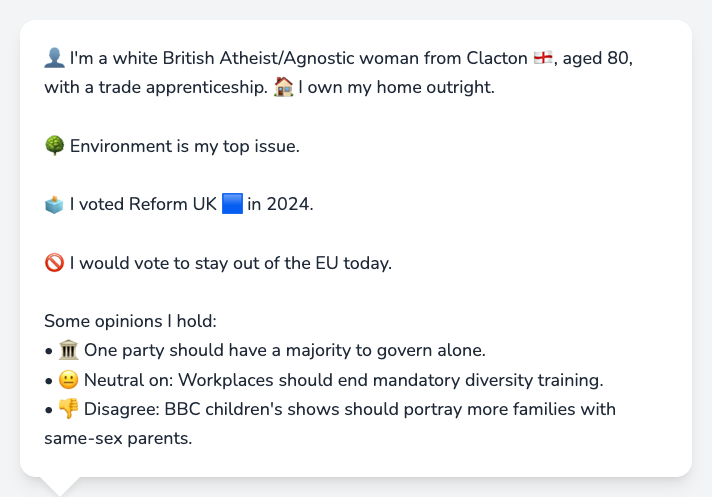 👤 I'm a white British Atheist/Agnostic woman from Clacton 🏴󠁧󠁢󠁥󠁮󠁧󠁿, aged 80,
with a trade apprenticeship. 🏠 I own my home outright.
🌳 Environment is my top issue.
🗳️ I voted Reform UK 🟦 in 2024.
🚫 I would vote to stay out of the EU today.
Some opinions I hold:
• 🏛️ One party should have a majority to govern alone.
• 😐 Neutral on: Workplaces should end mandatory diversity training.
• 👎 Disagree: BBC children's shows should portray more families with
same-sex parents.